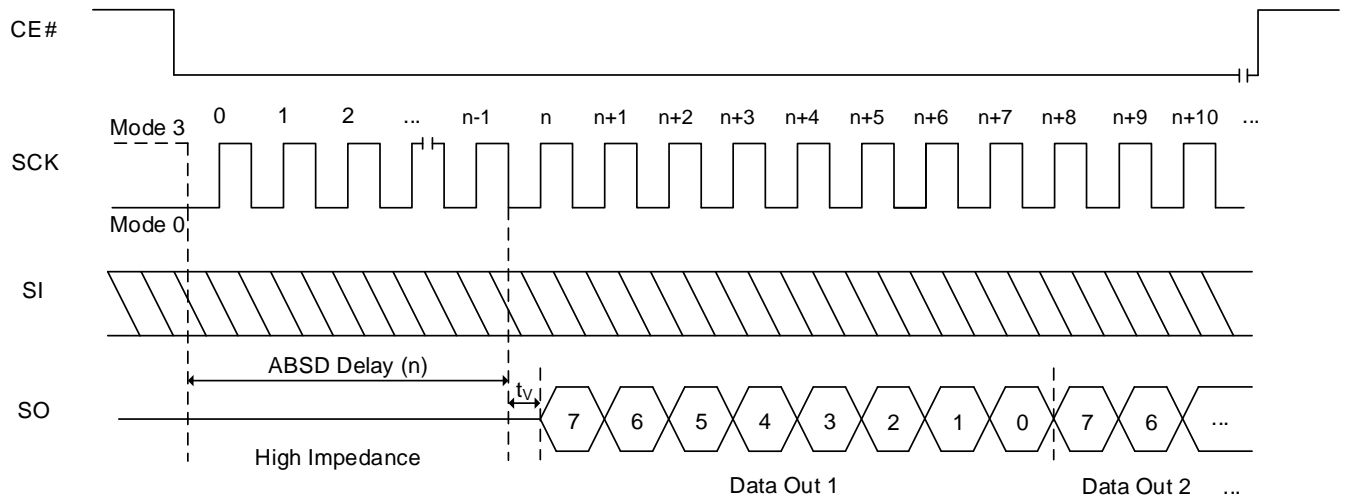 CE#
0 1 2 ... n-1 n n+1 n+2 n+3 n+4 n+5 n+6 n+7 n+8 n+9 n+10 ...
Mode 3
SCK
Mode 0
SI
ABSD Delay (n)
tV
SO
7 6 5 4 3 2 1 0 7 6 ...
High Impedance
Data Out 1 Data Out 2 ...